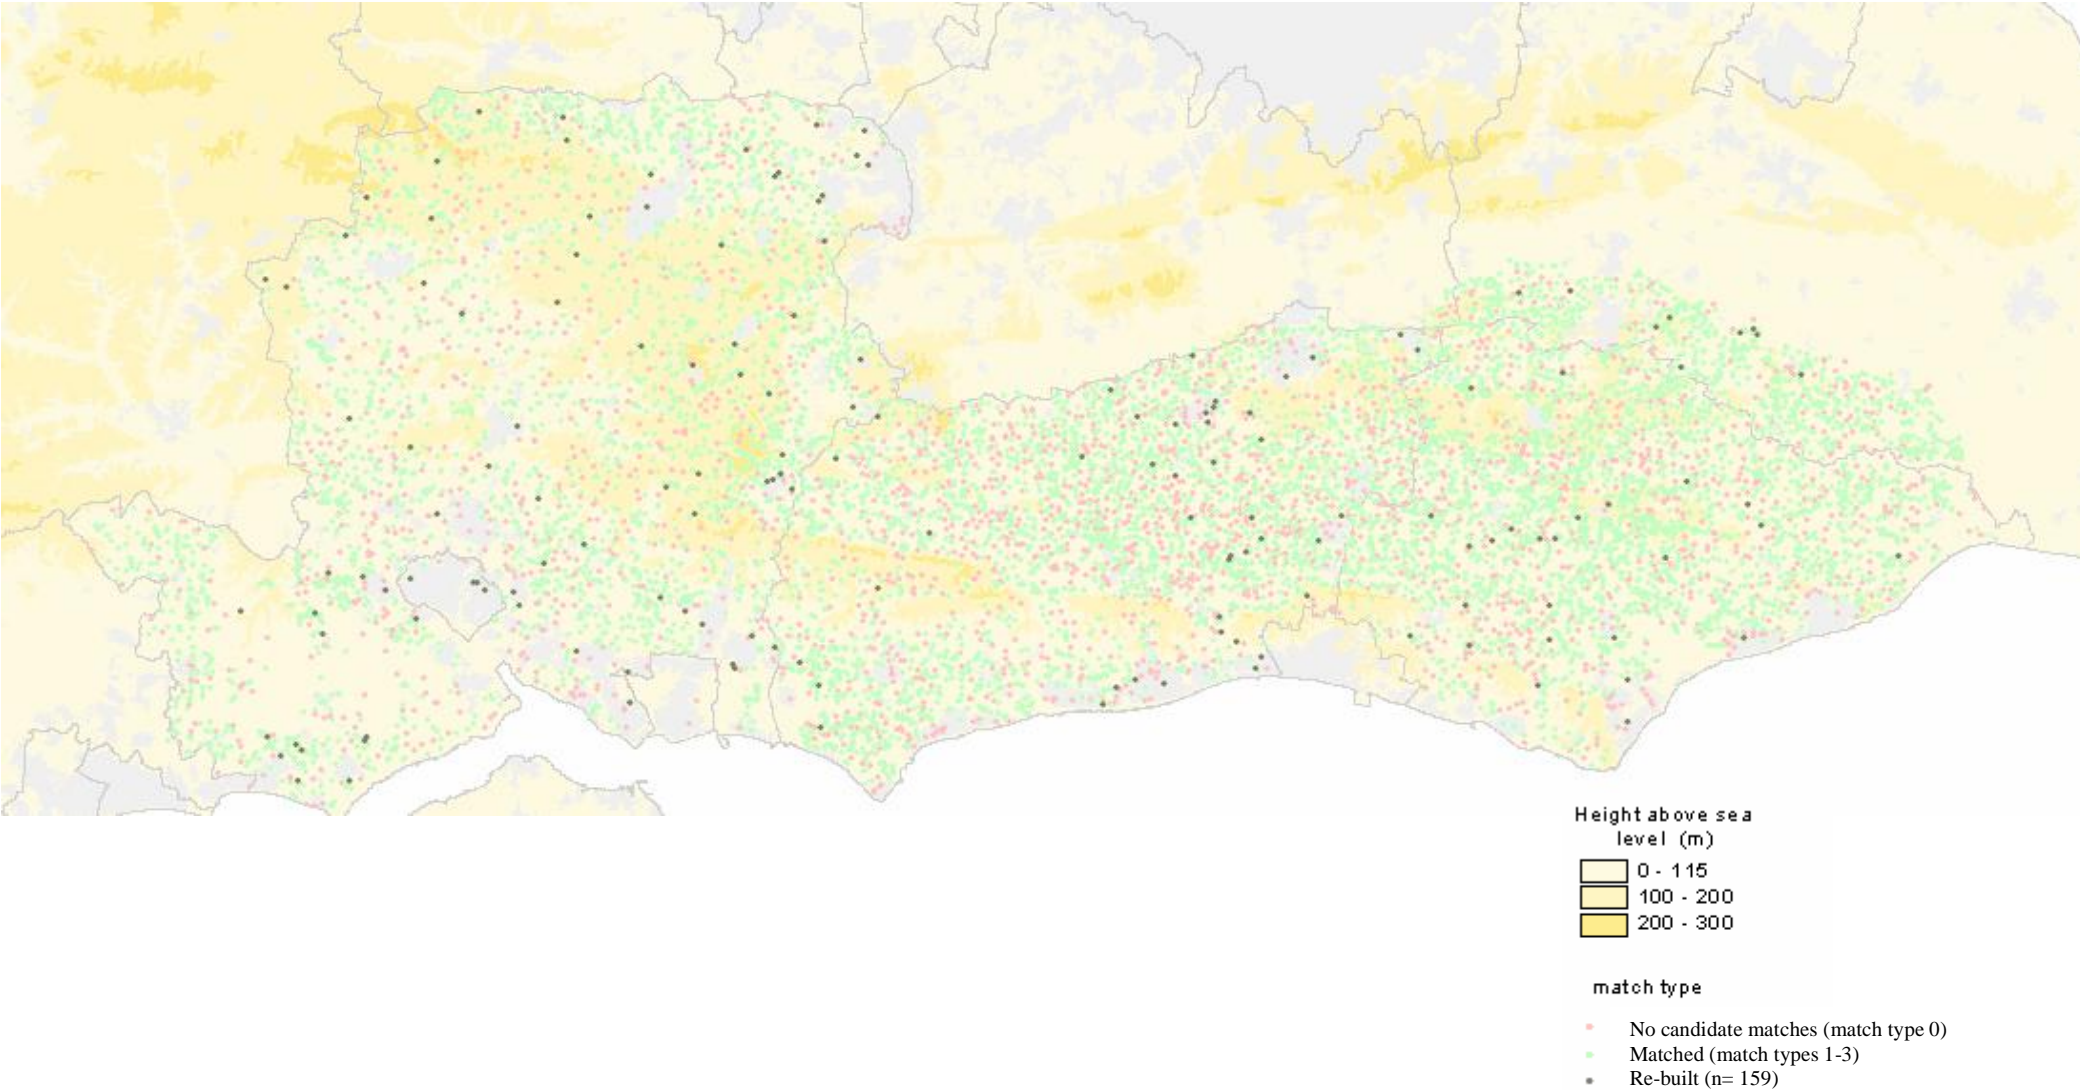 Height above sea
level (m)
0 - 115
100 - 200
200 - 300
match type
No candidate matches (match type 0)
Matched (match types 1-3)
Re-built (n= 159)